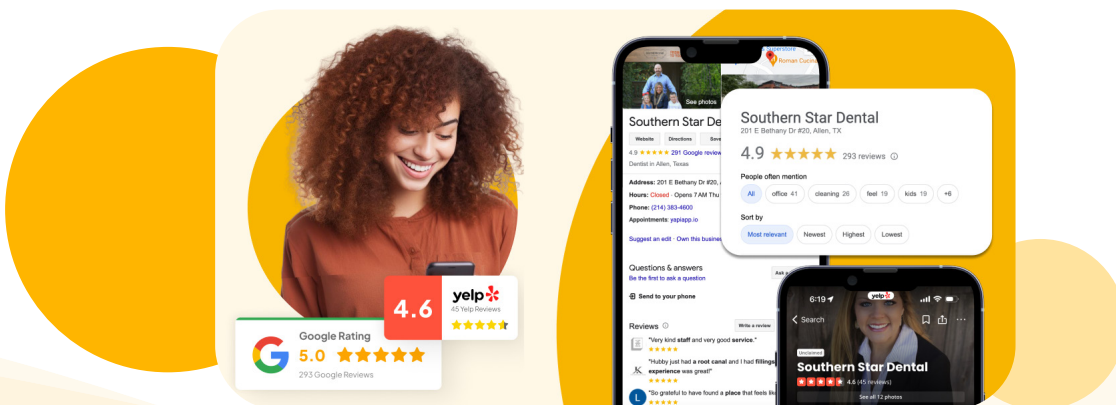 Google Rating
5.0
293 Google Reviews
4.6
yelp
45 Yelp Reviews
Superstore
Roman Cucina
See photos
Southern Star De
Website Directions Save
4.9 291 Google review
Dentist in Allen, Texas
Address: 201 E Bethany Dr #20,
Hours: Closed · Opens 7 AM Thu
Phone: (214) 383-4600
Appointments: yapiapp.io
Suggest an edit · Own this busine
Questions & answers
Be the first to ask a question
Ask a
Send to your phone
Reviews
Write a review
"Very kind staff and very good service."
"Hubby just had a root canal and I had fillings
experience was great!"
L
"So grateful to have found a place that feels like
Southern Star Dental
201 E Bethany Dr #20, Allen, TX
4.9 293 reviews
People often mention
All office 41 cleaning 26 feel 19 kids 19 +6
Sort by
Most relevant Newest Highest Lowest
6:19
yelp
Search
Unclaimed
Southern Star Dental
4.6 (45 reviews)
See all 12 photos